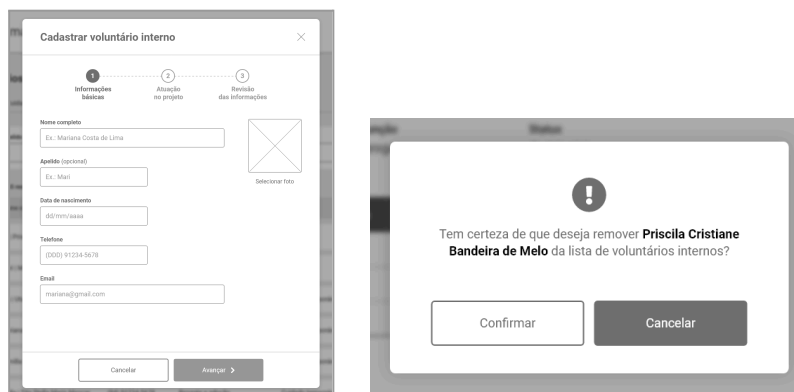 Cadastrar voluntário interno
1
2
3
Informações básicas
Atuação no projeto
Revisão das informações
Nome completo
Ex.: Mariana Costa de Lima
Apelido (opcional)
Ex.: Mari
Selecionar foto
Data de nascimento
dd/mm/aaaa
Telefone
(DDD) 91234-5678
Email
mariana@gmail.com
Cancelar
Avançar
Status
!
Tem certeza de que deseja remover Priscila Cristiane
Bandeira de Melo da lista de voluntários internos?
Confirmar
Cancelar